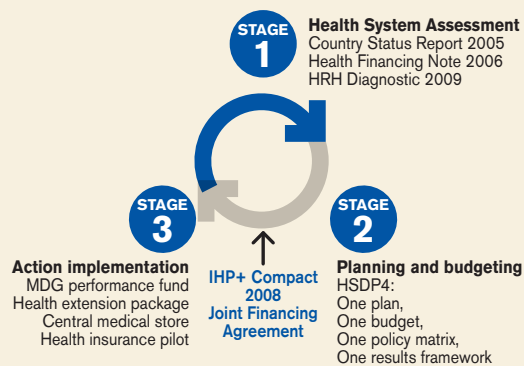 STAGE
1
Health System Assessment
Country Status Report 2005
Health Financing Note 2006
HRH Diagnostic 2009
STAGE
2
Planning and budgeting
HSDP4:
One plan,
One budget,
One policy matrix,
One results framework
IHP+ Compact
2008
Joint Financing
Agreement
STAGE
3
Action implementation
MDG performance fund
Health extension package
Central medical store
Health insurance pilot